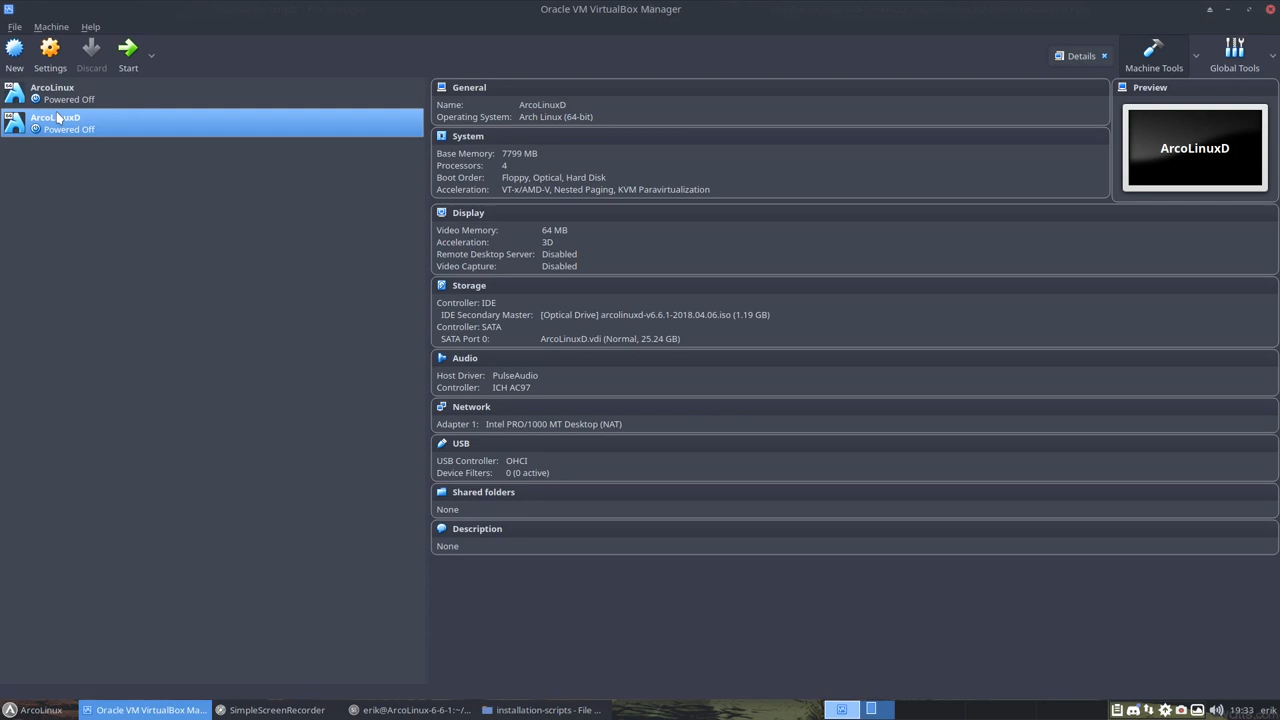 Oracle VM VirtualBox Manager
File Machine Help
New Settings Discard Start
Details
Machine Tools Global Tools
ArcoLinux
Powered Off
ArcoLinuxD
Powered Off
General
Name: ArcoLinuxD
Operating System: Arch Linux (64-bit)
Preview
ArcoLinuxD
System
Base Memory: 7799 MB
Processors: 4
Boot Order: Floppy, Optical, Hard Disk
Acceleration: VT-x/AMD-V, Nested Paging, KVM Paravirtualization
Display
Video Memory: 64 MB
Acceleration: 3D
Remote Desktop Server: Disabled
Video Capture: Disabled
Storage
Controller: IDE
IDE Secondary Master: [Optical Drive] arcolinuxd-v6.6.1-2018.04.06.iso (1.19 GB)
Controller: SATA
SATA Port 0: ArcoLinuxD.vdi (Normal, 25.24 GB)
Audio
Host Driver: PulseAudio
Controller: ICH AC97
Network
Adapter 1: Intel PRO/1000 MT Desktop (NAT)
USB
USB Controller: OHCI
Device Filters: 0 (0 active)
Shared folders
None
Description
None
ArcoLinux Oracle VM VirtualBox Ma... SimpleScreenRecorder erik@ArcoLinux-6-6-1:~/... installation-scripts - File ... 19:33 erik